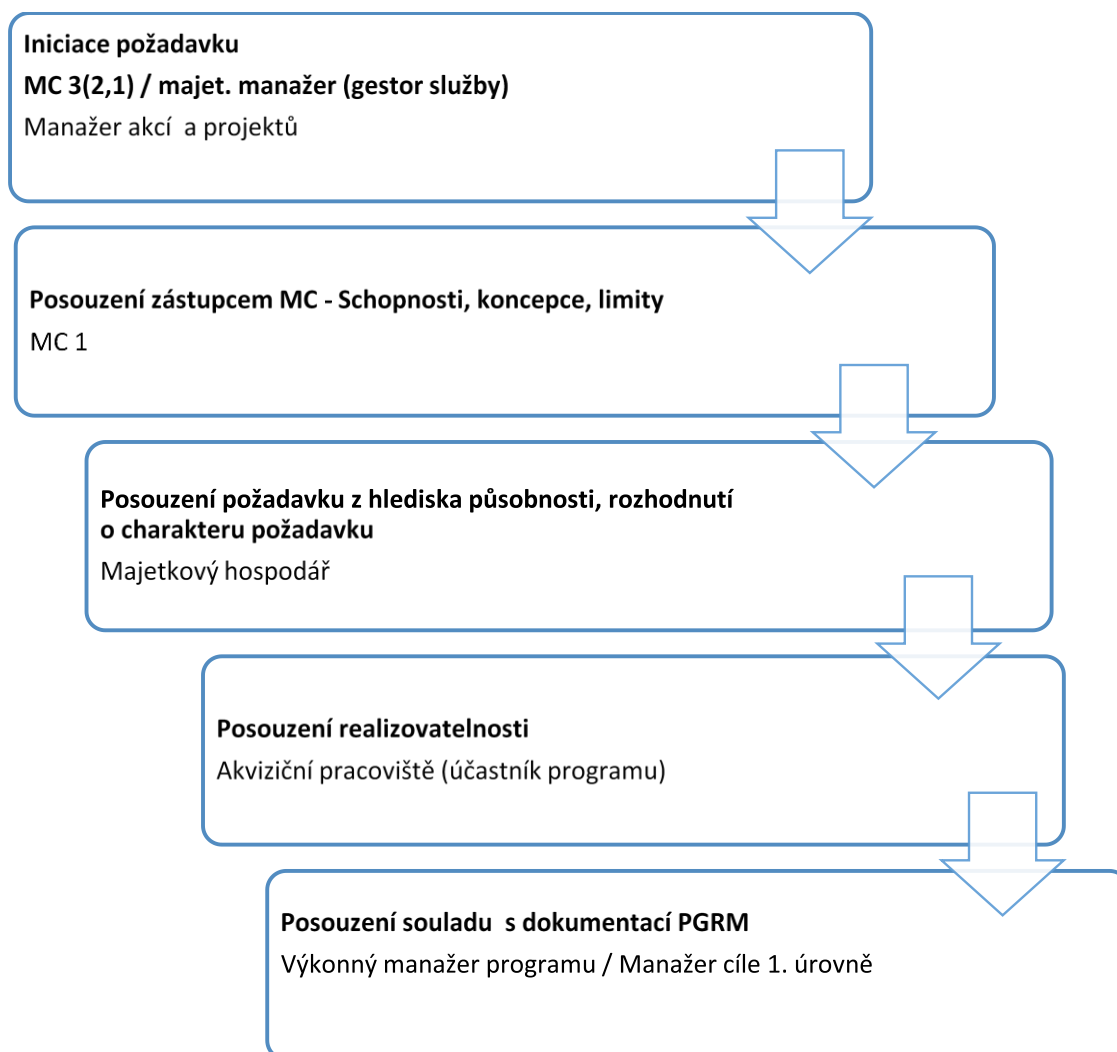 Iniciace požadavku
MC 3(2,1) / majet. manažer (gestor služby)
Manažer akcí  a projektů
Posouzení zástupcem MC - Schopnosti, koncepce, limity
MC 1
Posouzení požadavku z hlediska působnosti, rozhodnutí
o charakteru požadavku
Majetkový hospodář
Posouzení realizovatelnosti
Akviziční pracoviště (účastník programu)
Posouzení souladu  s dokumentací PGRM
Výkonný manažer programu / Manažer cíle 1. úrovně